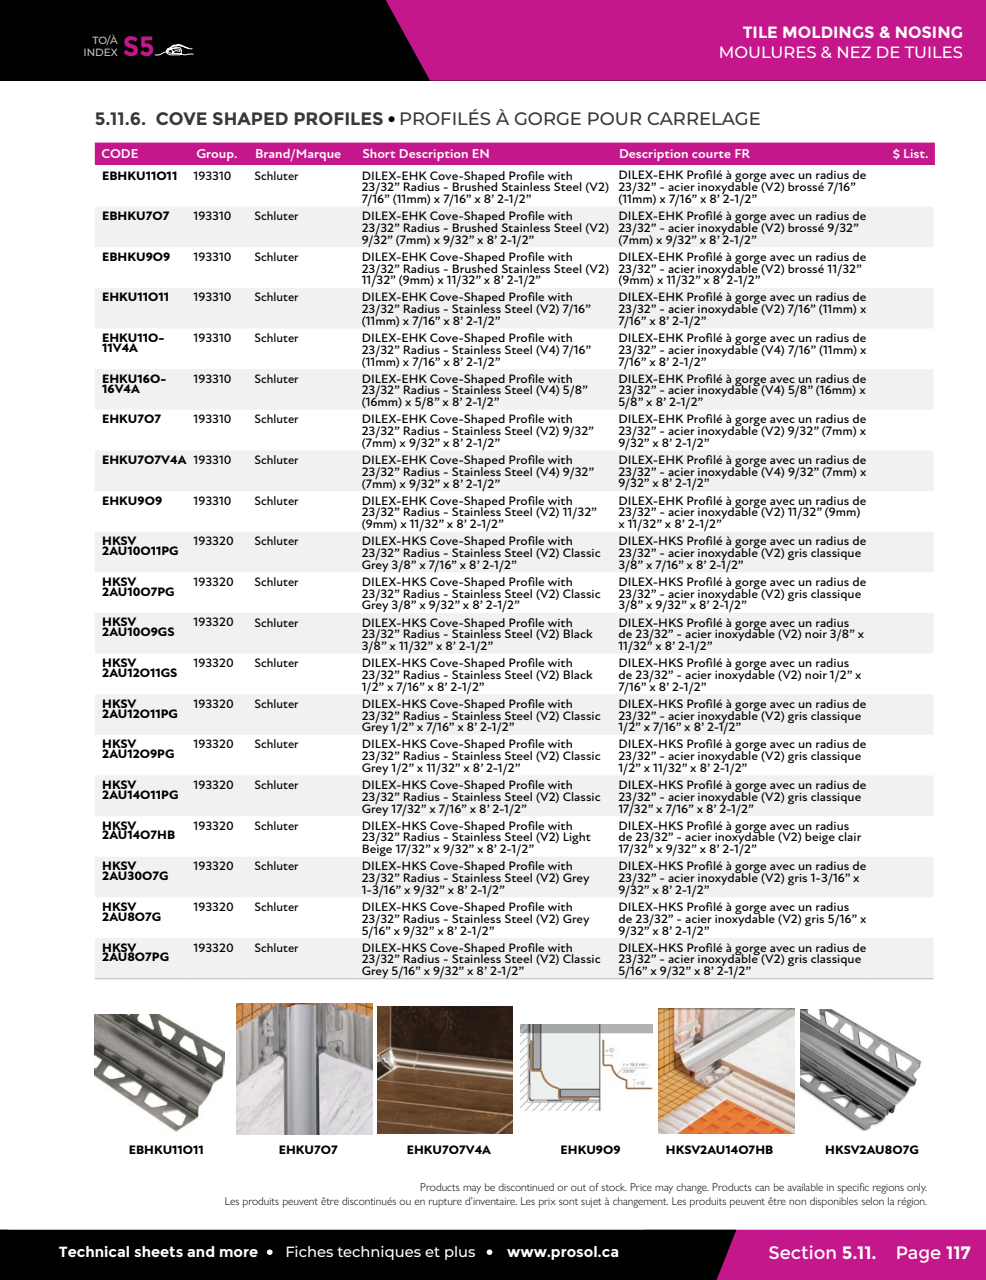 TO/À
INDEX S5
TILE MOLDINGS & NOSING
MOULURES & NEZ DE TUILES
5.11.6. COVE SHAPED PROFILES • PROFILÉS À GORGE POUR CARRELAGE
CODE Group. Brand/Marque Short Description EN Description courte FR $ List.
EBHKU11O11 193310 Schluter DILEX-EHK Cove-Shaped Profile with DILEX-EHK Profilé à gorge avec un radius de
23/32” Radius - Brushed Stainless Steel (V2) 23/32” - acier inoxydable (V2) brossé 7/16”
7/16” (11mm) x 7/16” x 8’ 2-1/2” (11mm) x 7/16” x 8’ 2-1/2”
EBHKU7O7 193310 Schluter DILEX-EHK Cove-Shaped Profile with DILEX-EHK Profilé à gorge avec un radius de
23/32” Radius - Brushed Stainless Steel (V2) 23/32” - acier inoxydable (V2) brossé 9/32”
9/32” (7mm) x 9/32” x 8’ 2-1/2” (7mm) x 9/32” x 8’ 2-1/2”
EBHKU9O9 193310 Schluter DILEX-EHK Cove-Shaped Profile with DILEX-EHK Profilé à gorge avec un radius de
23/32” Radius - Brushed Stainless Steel (V2) 23/32” - acier inoxydable (V2) brossé 11/32”
11/32” (9mm) x 11/32” x 8’ 2-1/2” (9mm) x 11/32” x 8’ 2-1/2”
EHKU11O11 193310 Schluter DILEX-EHK Cove-Shaped Profile with DILEX-EHK Profilé à gorge avec un radius de
23/32” Radius - Stainless Steel (V2) 7/16” 23/32” - acier inoxydable (V2) 7/16” (11mm) x
(11mm) x 7/16” x 8’ 2-1/2” 7/16” x 8’ 2-1/2”
EHKU11O- 193310 Schluter DILEX-EHK Cove-Shaped Profile with DILEX-EHK Profilé à gorge avec un radius de
11V4A 23/32” Radius - Stainless Steel (V4) 7/16” 23/32” - acier inoxydable (V4) 7/16” (11mm) x
(11mm) x 7/16” x 8’ 2-1/2” 7/16” x 8’ 2-1/2”
EHKU16O- 193310 Schluter DILEX-EHK Cove-Shaped Profile with DILEX-EHK Profilé à gorge avec un radius de
16V4A 23/32” Radius - Stainless Steel (V4) 5/8” 23/32” - acier inoxydable (V4) 5/8” (16mm) x
(16mm) x 5/8” x 8’ 2-1/2” 5/8” x 8’ 2-1/2”
EHKU7O7 193310 Schluter DILEX-EHK Cove-Shaped Profile with DILEX-EHK Profilé à gorge avec un radius de
23/32” Radius - Stainless Steel (V2) 9/32” 23/32” - acier inoxydable (V2) 9/32” (7mm) x
(7mm) x 9/32” x 8’ 2-1/2” 9/32” x 8’ 2-1/2”
EHKU7O7V4A 193310 Schluter DILEX-EHK Cove-Shaped Profile with DILEX-EHK Profilé à gorge avec un radius de
23/32” Radius - Stainless Steel (V4) 9/32” 23/32” - acier inoxydable (V4) 9/32” (7mm) x
(7mm) x 9/32” x 8’ 2-1/2” 9/32” x 8’ 2-1/2”
EHKU9O9 193310 Schluter DILEX-EHK Cove-Shaped Profile with DILEX-EHK Profilé à gorge avec un radius de
23/32” Radius - Stainless Steel (V2) 11/32” 23/32” - acier inoxydable (V2) 11/32” (9mm)
(9mm) x 11/32” x 8’ 2-1/2” x 11/32” x 8’ 2-1/2”
HKSV 193320 Schluter DILEX-HKS Cove-Shaped Profile with DILEX-HKS Profilé à gorge avec un radius de
2AU10O11PG 23/32” Radius - Stainless Steel (V2) Classic 23/32” - acier inoxydable (V2) gris classique
Grey 3/8” x 7/16” x 8’ 2-1/2” 3/8” x 7/16” x 8’ 2-1/2”
HKSV 193320 Schluter DILEX-HKS Cove-Shaped Profile with DILEX-HKS Profilé à gorge avec un radius de
2AU10O7PG 23/32” Radius - Stainless Steel (V2) Classic 23/32” - acier inoxydable (V2) gris classique
Grey 3/8” x 9/32” x 8’ 2-1/2” 3/8” x 9/32” x 8’ 2-1/2”
HKSV 193320 Schluter DILEX-HKS Cove-Shaped Profile with DILEX-HKS Profilé à gorge avec un radius
2AU10O9GS 23/32” Radius - Stainless Steel (V2) Black de 23/32” - acier inoxydable (V2) noir 3/8” x
3/8” x 11/32” x 8’ 2-1/2” 11/32” x 8’ 2-1/2”
HKSV 193320 Schluter DILEX-HKS Cove-Shaped Profile with DILEX-HKS Profilé à gorge avec un radius
2AU12O11GS 23/32” Radius - Stainless Steel (V2) Black de 23/32” - acier inoxydable (V2) noir 1/2” x
1/2” x 7/16” x 8’ 2-1/2” 7/16” x 8’ 2-1/2”
HKSV 193320 Schluter DILEX-HKS Cove-Shaped Profile with DILEX-HKS Profilé à gorge avec un radius de
2AU12O11PG 23/32” Radius - Stainless Steel (V2) Classic 23/32” - acier inoxydable (V2) gris classique
Grey 1/2” x 7/16” x 8’ 2-1/2” 1/2” x 7/16” x 8’ 2-1/2”
HKSV 193320 Schluter DILEX-HKS Cove-Shaped Profile with DILEX-HKS Profilé à gorge avec un radius de
2AU12O9PG 23/32” Radius - Stainless Steel (V2) Classic 23/32” - acier inoxydable (V2) gris classique
Grey 1/2” x 11/32” x 8’ 2-1/2” 1/2” x 11/32” x 8’ 2-1/2”
HKSV 193320 Schluter DILEX-HKS Cove-Shaped Profile with DILEX-HKS Profilé à gorge avec un radius de
2AU14O11PG 23/32” Radius - Stainless Steel (V2) Classic 23/32” - acier inoxydable (V2) gris classique
Grey 17/32” x 7/16” x 8’ 2-1/2” 17/32” x 7/16” x 8’ 2-1/2”
HKSV 193320 Schluter DILEX-HKS Cove-Shaped Profile with DILEX-HKS Profilé à gorge avec un radius
2AU14O7HB 23/32” Radius - Stainless Steel (V2) Light de 23/32” - acier inoxydable (V2) beige clair
Beige 17/32” x 9/32” x 8’ 2-1/2” 17/32” x 9/32” x 8’ 2-1/2”
HKSV 193320 Schluter DILEX-HKS Cove-Shaped Profile with DILEX-HKS Profilé à gorge avec un radius de
2AU30O7G 23/32” Radius - Stainless Steel (V2) Grey 23/32” - acier inoxydable (V2) gris 1-3/16” x
1-3/16” x 9/32” x 8’ 2-1/2” 9/32” x 8’ 2-1/2”
HKSV 193320 Schluter DILEX-HKS Cove-Shaped Profile with DILEX-HKS Profilé à gorge avec un radius
2AU8O7G 23/32” Radius - Stainless Steel (V2) Grey de 23/32” - acier inoxydable (V2) gris 5/16” x
5/16” x 9/32” x 8’ 2-1/2” 9/32” x 8’ 2-1/2”
HKSV 193320 Schluter DILEX-HKS Cove-Shaped Profile with DILEX-HKS Profilé à gorge avec un radius de
2AU8O7PG 23/32” Radius - Stainless Steel (V2) Classic 23/32” - acier inoxydable (V2) gris classique
Grey 5/16” x 9/32” x 8’ 2-1/2” 5/16” x 9/32” x 8’ 2-1/2”
EBHKU11O11 EHKU7O7 EHKU7O7V4A EHKU9O9 HKSV2AU14O7HB HKSV2AU8O7G
Products may be discontinued or out of stock. Price may change. Products can be available in specific regions only.
Les produits peuvent être discontinués ou en rupture d’inventaire. Les prix sont sujet à changement. Les produits peuvent être non disponibles selon la région.
Technical sheets and more • Fiches techniques et plus • www.prosol.ca
Section 5.11. Page 117